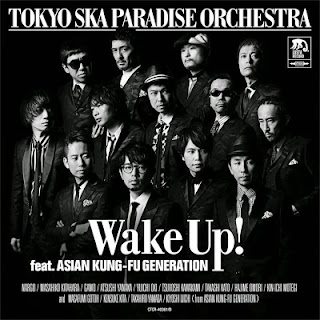 TOKYO SKA PARADISE ORCHESTRA
Wake Up!
feat. ASIAN KUNG-FU GENERATION
NARGO / MASAHIKO KITAHARA / GAMO / ATSUSHI YANAKA / YUICHI OKI / TSUYOSHI KAWAKAMI / TAKASHI KATO / HAJIME OHMORI / KIN-ICHI MOTEGI
and MASAFUMI GOTOH / KENSUKE KITA / TAKAHIRO YAMADA / KIYOSHI IJICHI (from ASIAN KUNG-FU GENERATION)